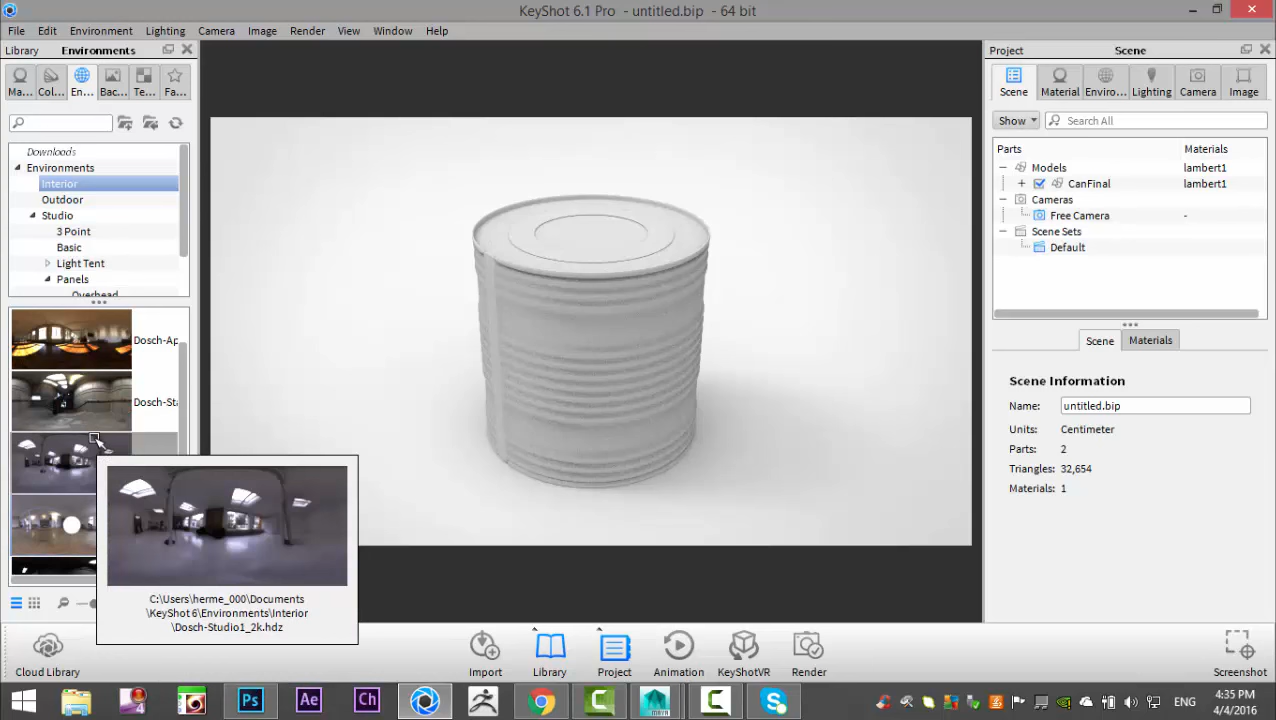 KeyShot 6.1 Pro - untitled.bip - 64 bit
File Edit Environment Lighting Camera Image Render View Window Help
Library Environments
Ma... Col... En... Bac... Te... Fa...
Downloads
Environments
Interior
Outdoor
Studio
3 Point
Basic
Light Tent
Panels
Overhead
Dosch-Ap
Dosch-Sta
C:\Users\herme_000\Documents
\KeyShot 6\Environments\Interior
\Dosch-Studio1_2k.hdz
Project Scene
Scene Material Enviro... Lighting Camera Image
Show Search All
Parts Materials
Models lambert1
CanFinal lambert1
Cameras
Free Camera -
Scene Sets
Default
Scene Materials
Scene Information
Name: untitled.bip
Units: Centimeter
Parts: 2
Triangles: 32,654
Materials: 1
Cloud Library Import Library Project Animation KeyShotVR Render Screenshot
Ps Ae Ch
ENG
4:35 PM
4/4/2016